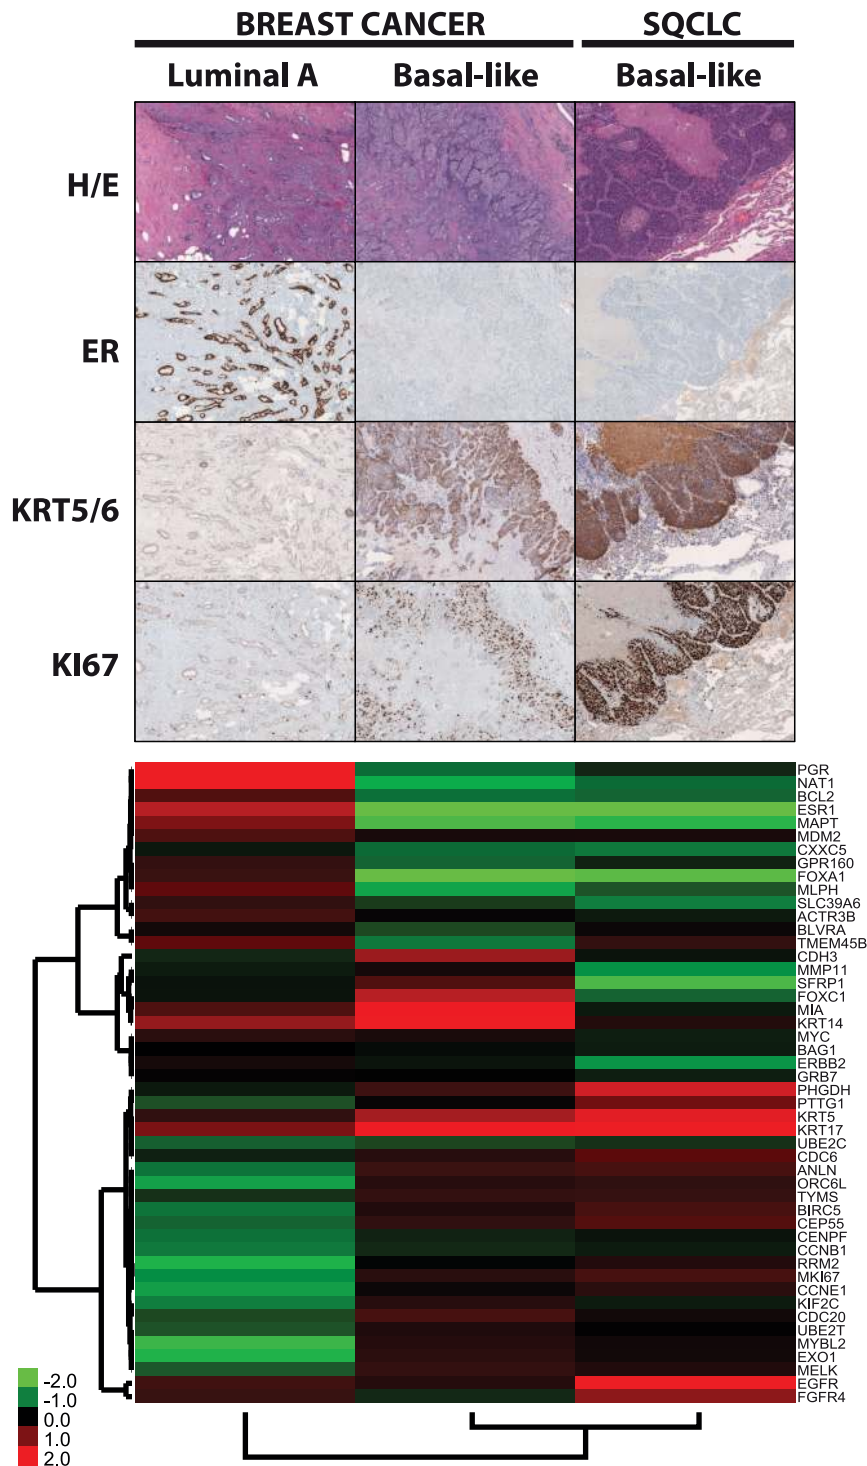 BREAST CANCER SQCLC
Luminal A Basal-like Basal-like
H/E
ER
KRT5/6
KI67
PGR
NAT1
BCL2
ESR1
MAPT
MDM2
CXXC5
GPR160
FOXA1
MLPH
SLC39A6
ACTR3B
BLVRA
TMEM45B
CDH3
MMP11
SFRP1
FOXC1
MIA
KRT14
MYC
BAG1
ERBB2
GRB7
PHGDH
PTTG1
KRT5
KRT17
UBE2C
CDC6
ANLN
ORC6L
TYMS
BIRC5
CEP55
CENPF
CCNB1
RRM2
MKI67
CCNE1
KIF2C
CDC20
UBE2T
MYBL2
EXO1
MELK
EGFR
FGFR4
-2.0
-1.0
0.0
1.0
2.0